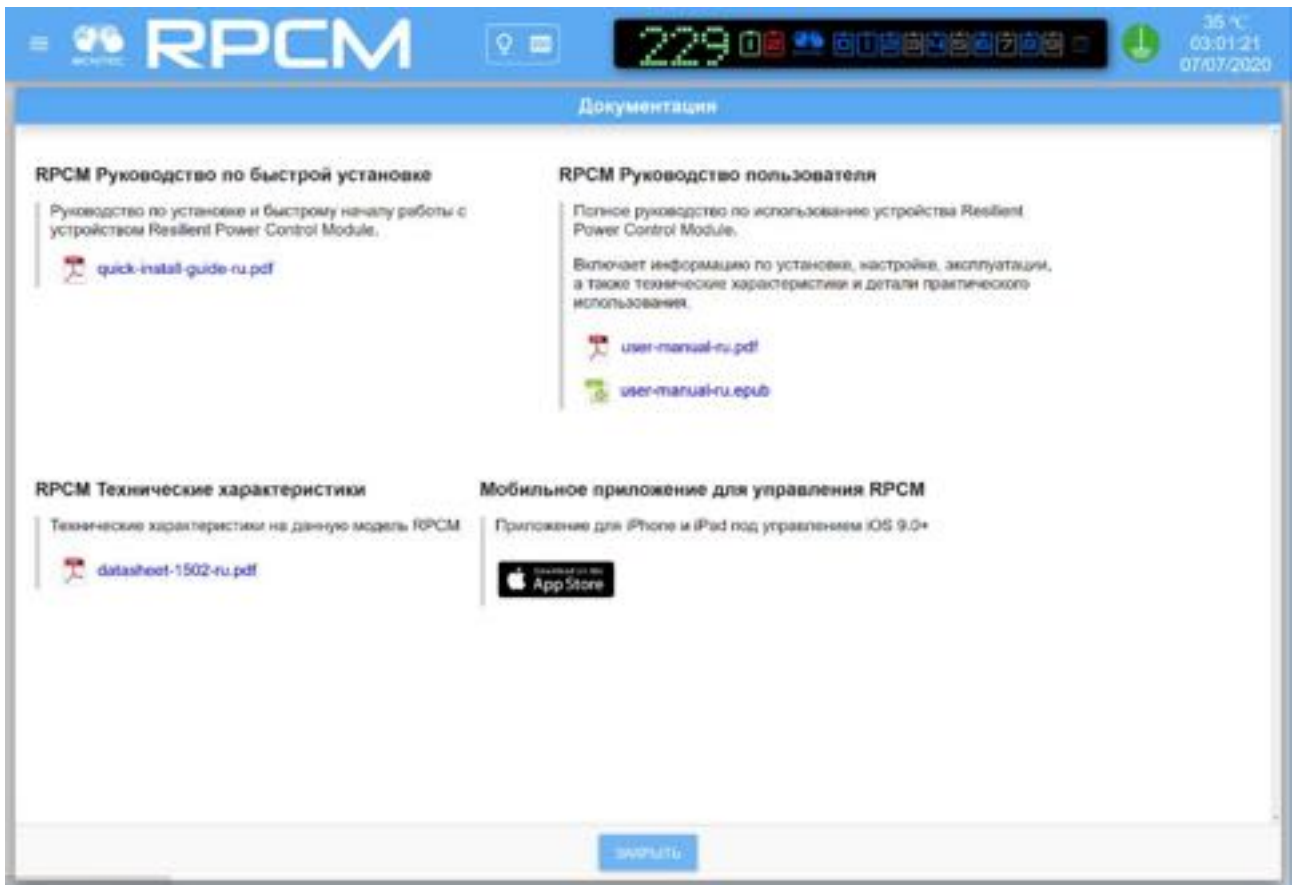 RPCM
229
35 °C
03:01:21
07/07/2020
Документация
RPCM Руководство по быстрой установке
Руководство по установке и быстрому началу работы с
устройством Resilient Power Control Module.
quick-install-guide-ru.pdf
RPCM Руководство пользователя
Полное руководство по использованию устройства Resilient
Power Control Module.
Включает информацию по установке, настройке, эксплуатации,
а также технические характеристики и детали практического
использования.
user-manual-ru.pdf
user-manual-ru.epub
RPCM Технические характеристики
Технические характеристики на данную модель RPCM
datasheet-1502-ru.pdf
Мобильное приложение для управления RPCM
Приложение для iPhone и iPad под управлением iOS 9.0+
Download on the
App Store
ЗАКРЫТЬ